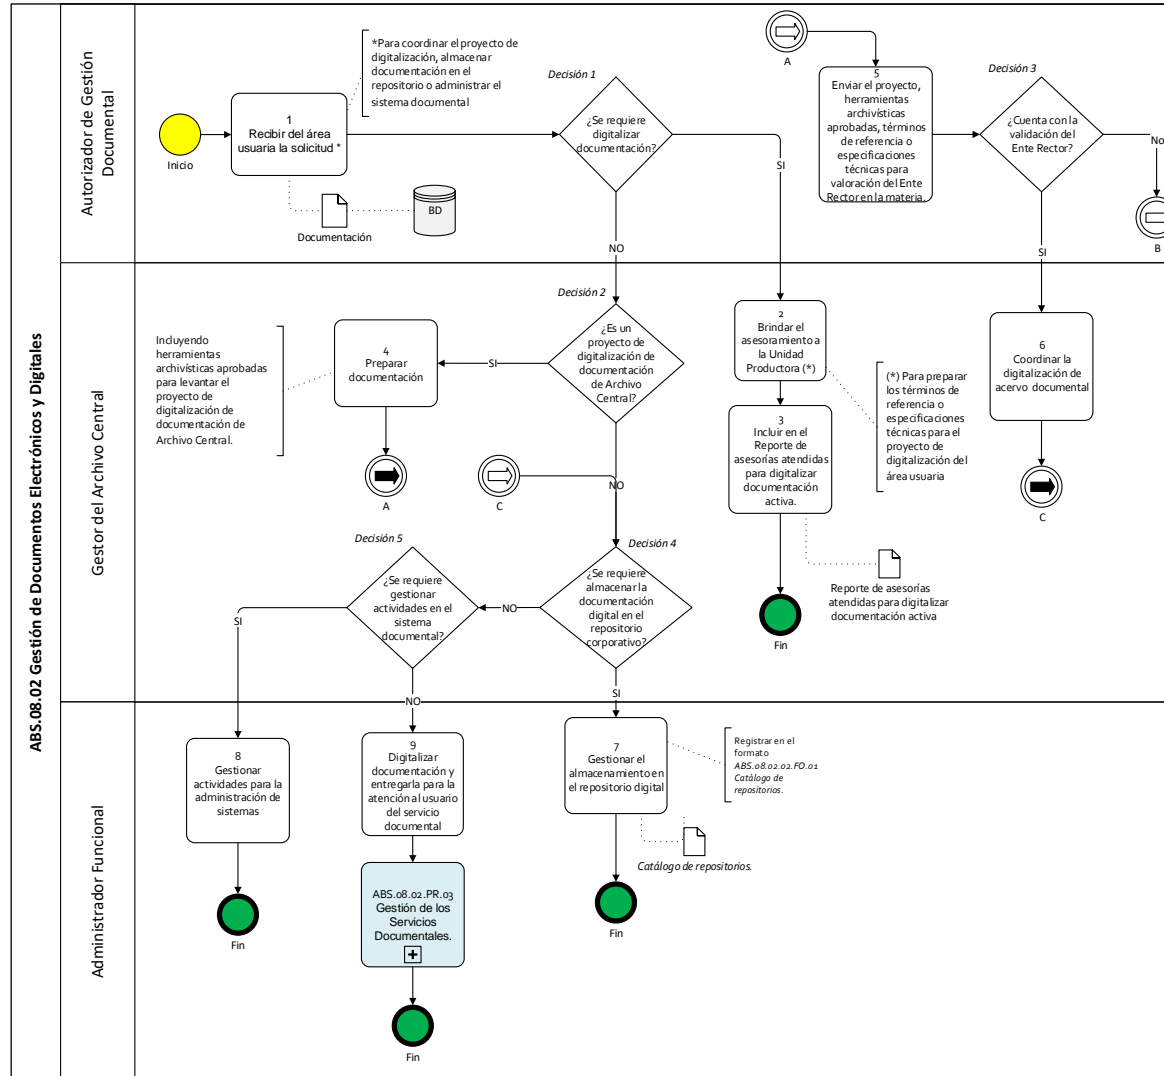 ABS.08.02 Gestión de Documentos Electrónicos y Digitales
Autorizador de Gestión
Documental
Inicio
1
Recibir del área
usuaria la solicitud *
*Para coordinar el proyecto de
digitalización, almacenar
documentación en el
repositorio o administrar el
sistema documental
Documentación
BD
Decisión 1
¿Se requiere
digitalizar
documentación?
SI
NO
A
5
Enviar el proyecto,
herramientas
archivísticas
aprobadas, términos
de referencia o
especificaciones
técnicas para
valoración del Ente
Rector en la materia.
Decisión 3
¿Cuenta con la
validación del
Ente Rector?
No
B
SI
Gestor del Archivo Central
Incluyendo
herramientas
archivísticas aprobadas
para levantar el
proyecto de
digitalización de
documentación de
Archivo Central.
4
Preparar
documentación
A
SI
Decisión 2
¿Es un
proyecto de
digitalización de
documentación
de Archivo
Central?
NO
C
2
Brindar el
asesoramiento a
la Unidad
Productora (*)
(*) Para preparar
los términos de
referencia o
especificaciones
técnicas para el
proyecto de
digitalización del
área usuaria
3
Incluir en el
Reporte de
asesorías atendidas
para digitalizar
documentación
activa.
Reporte de asesorías
atendidas para digitalizar
documentación activa
Fin
6
Coordinar la
digitalización de
acervo documental
C
Decisión 5
¿Se requiere
gestionar
actividades en el
sistema
documental?
SI
NO
Decisión 4
¿Se requiere
almacenar la
documentación
digital en el
repositorio
corporativo?
NO
SI
Administrador Funcional
8
Gestionar
actividades para la
administración de
sistemas
Fin
9
Digitalizar
documentación y
entregarla para la
atención al usuario
del servicio
documental
ABS.08.02.PR.03
Gestión de los
Servicios
Documentales.
Fin
7
Gestionar el
almacenamiento en
el repositorio digital
Registrar en el
formato
ABS.08.02.02.FO.01
Catálogo de
repositorios.
Catálogo de repositorios.
Fin